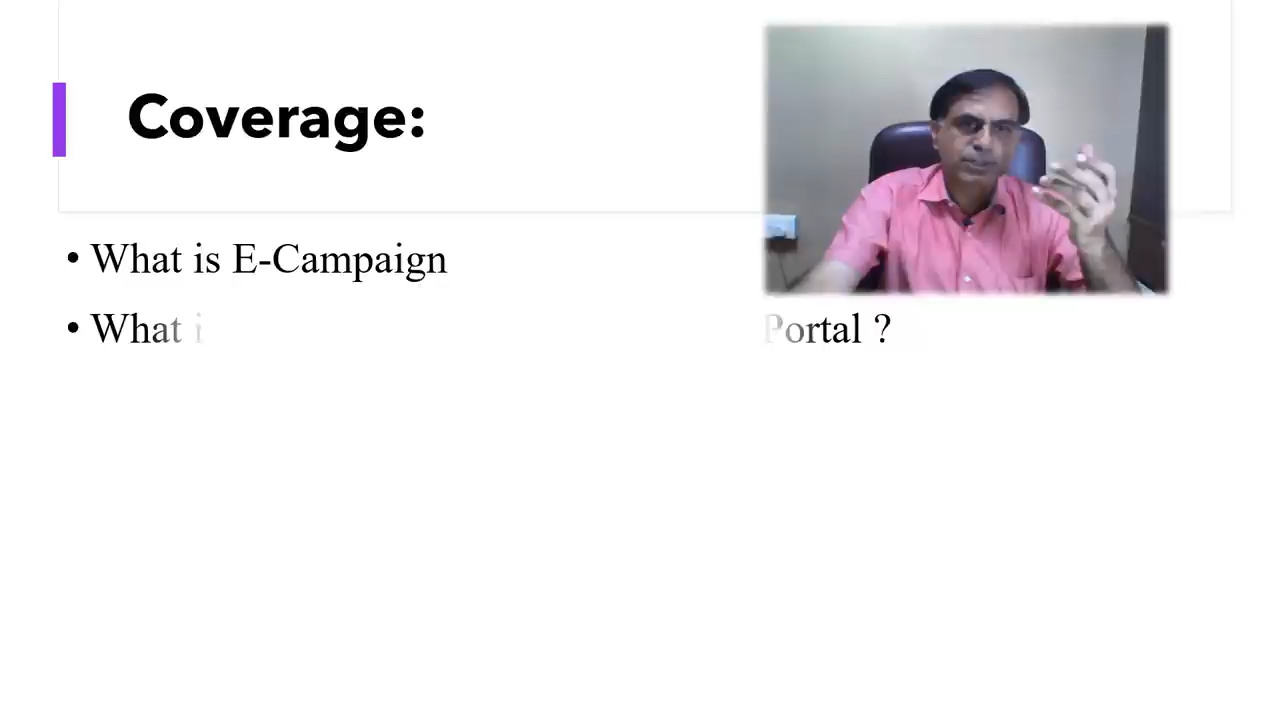 Coverage:
• What is E-Campaign
• What Portal ?